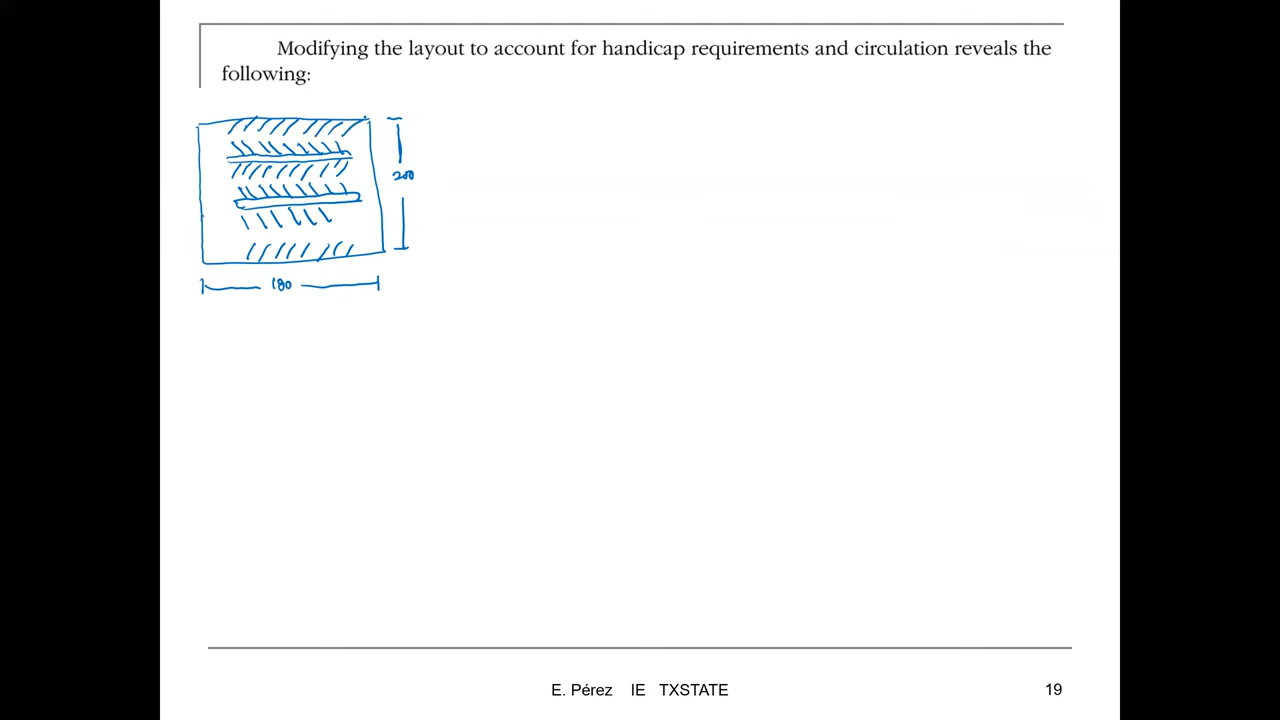 Modifying the layout to account for handicap requirements and circulation reveals the
following:
200
180
E. Pérez IE TXSTATE
19